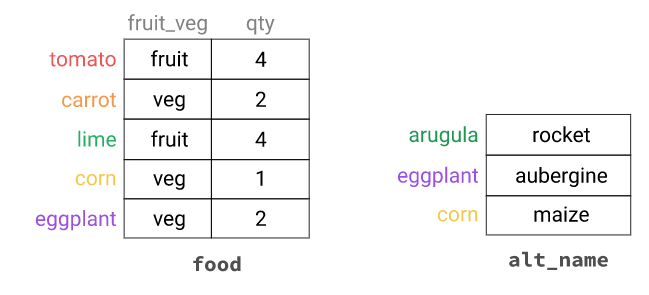 fruit_veg qty
tomato fruit 4
carrot veg 2
lime fruit 4
corn veg 1
eggplant veg 2
food
arugula rocket
eggplant aubergine
corn maize
alt_name